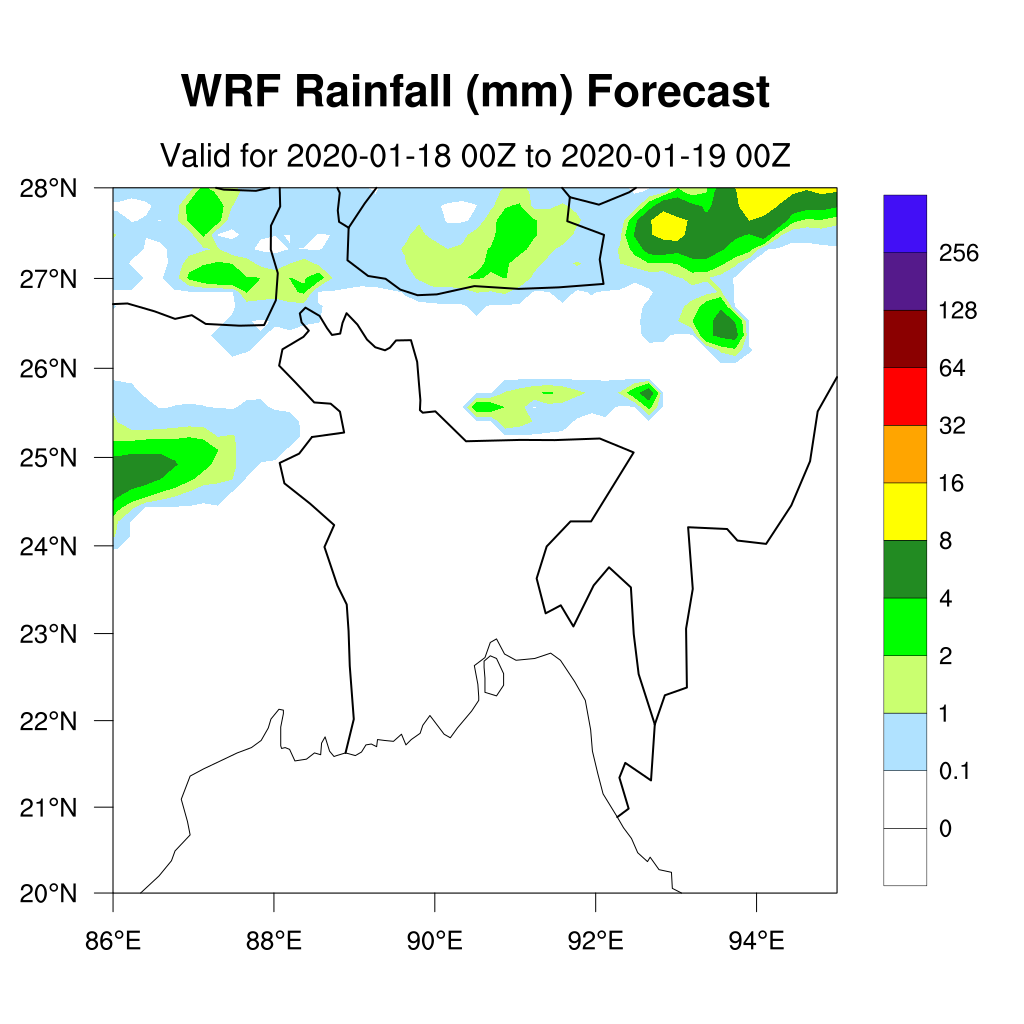 WRF Rainfall (mm) Forecast
Valid for 2020-01-18 00Z to 2020-01-19 00Z
28°N
27°N
26°N
25°N
24°N
23°N
22°N
21°N
20°N
86°E 88°E 90°E 92°E 94°E
256
128
64
32
16
8
4
2
1
0.1
0